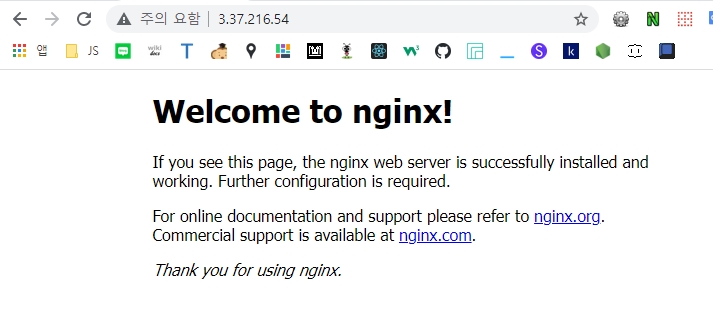 주의 요함 | 3.37.216.54
앱 JS wiki docs T w3 S k
Welcome to nginx!
If you see this page, the nginx web server is successfully installed and
working. Further configuration is required.
For online documentation and support please refer to nginx.org.
Commercial support is available at nginx.com.
Thank you for using nginx.